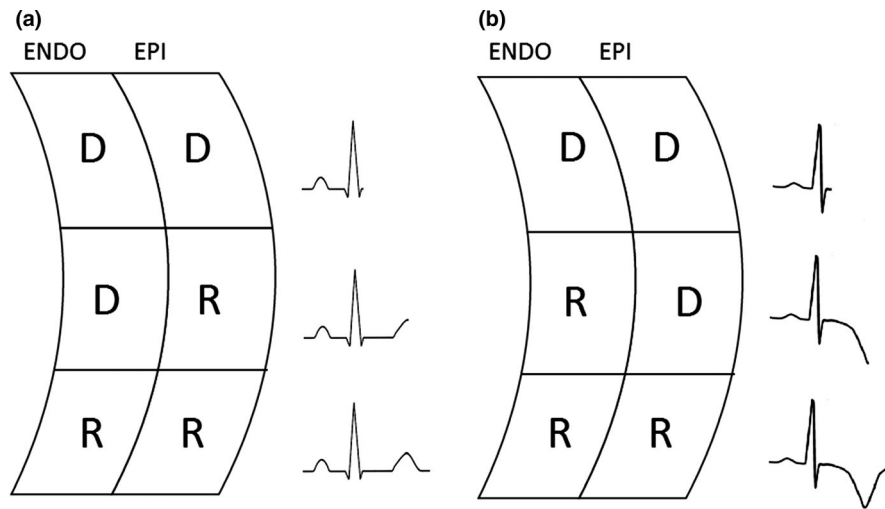 (a)
ENDO EPI
D D
D R
R R
(b)
ENDO EPI
D D
R D
R R